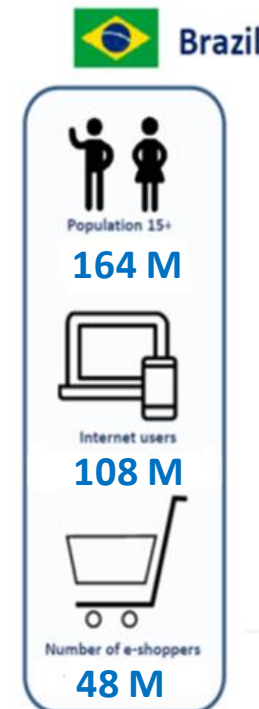 Brazil
Population 15+
164 M
Internet users
108 M
Number of e-shoppers
48 M